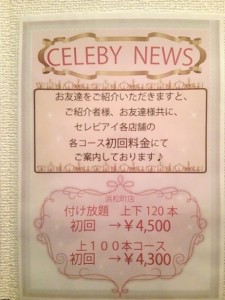 CELEBY NEWS
お友達をご紹介いただきますと、
ご紹介者様、お友達様共に、
セレビアイ各店舗の
各コース初回料金にて
ご案内しております♪
浜松町店
付け放題 上下120本
初回 →￥4,500
上100本コース
初回 →￥4,300